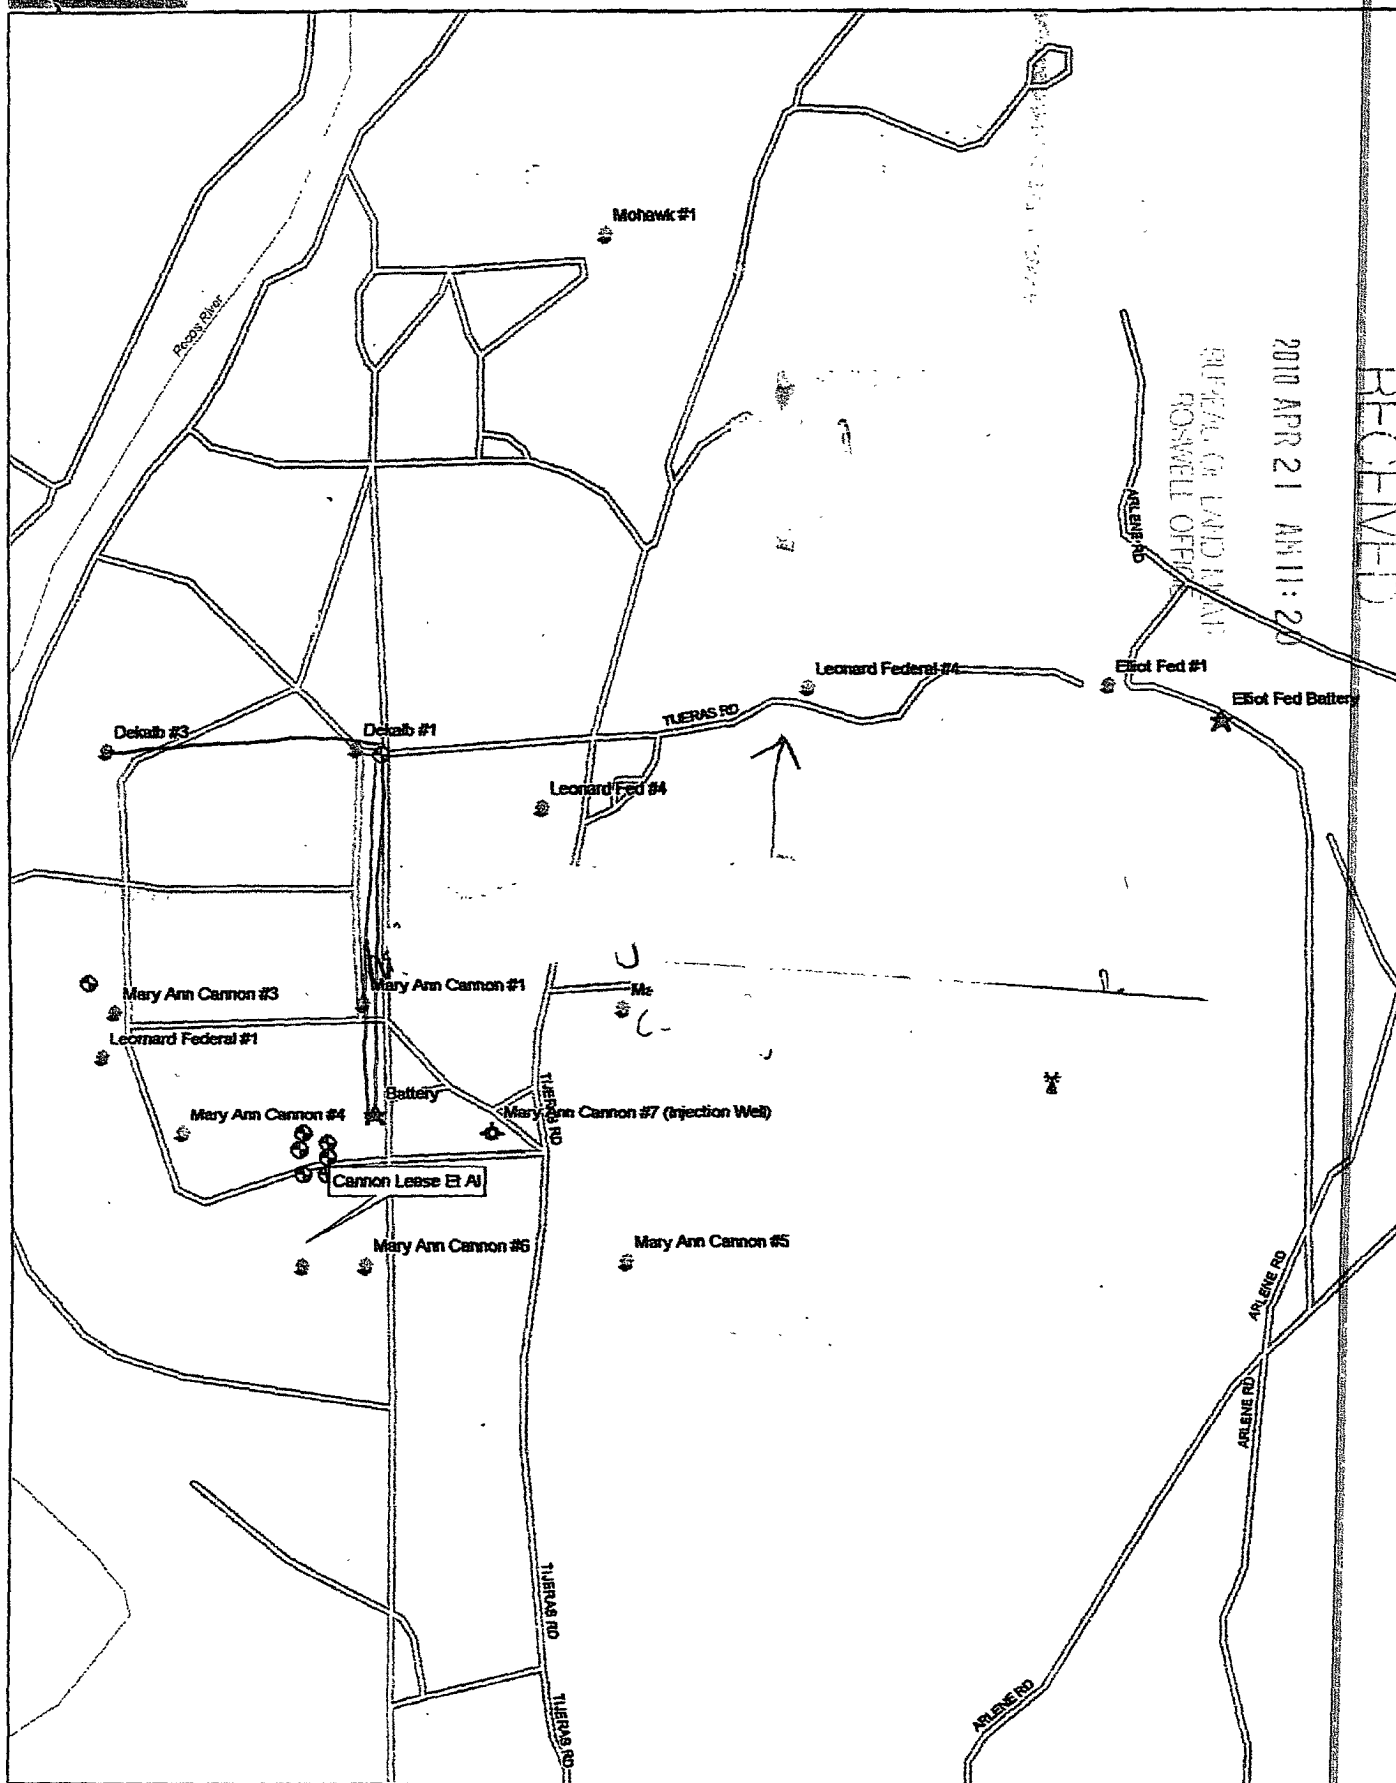 Mohawk #1
Pecos River
RECEIVED
2010 APR 21 AM 11: 20
BUREAU OF LAND MGMT
ROSWELL OFFICE
ARLENE RD
Leonard Federal #4
Elliot Fed #1
Elliot Fed Battery
TIJERAS RD
Dekalb #3
Dekalb #1
Leonard Fed #4
Mary Ann Cannon #3
Mary Ann Cannon #1
Ma
Leornard Federal #1
Battery
Mary Ann Cannon #4
Mary Ann Cannon #7 (Injection Well)
TIJERAS RD
Cannon Lease Et Al
Mary Ann Cannon #6
Mary Ann Cannon #5
ARLENE RD
ARLENE RD
TIJERAS RD
TIJERAS RD
ARLENE RD